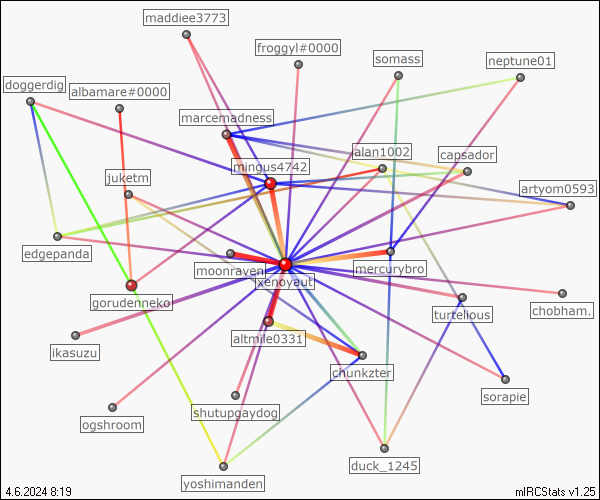 maddiee3773
froggyl#0000
somass
neptune01
doggerdig
albamare#0000
marcemadness
mingus4742
alan1002
capsador
juketm
artyom0593
edgepanda
moonraven
xenoyaut
mercurybro
gorudenneko
turtelious
chobham.
altmile0331
ikasuzu
chunkzter
sorapie
shutupgaydog
ogshroom
duck_1245
yoshimanden
4.6.2024 8:19
mIRCStats v1.25